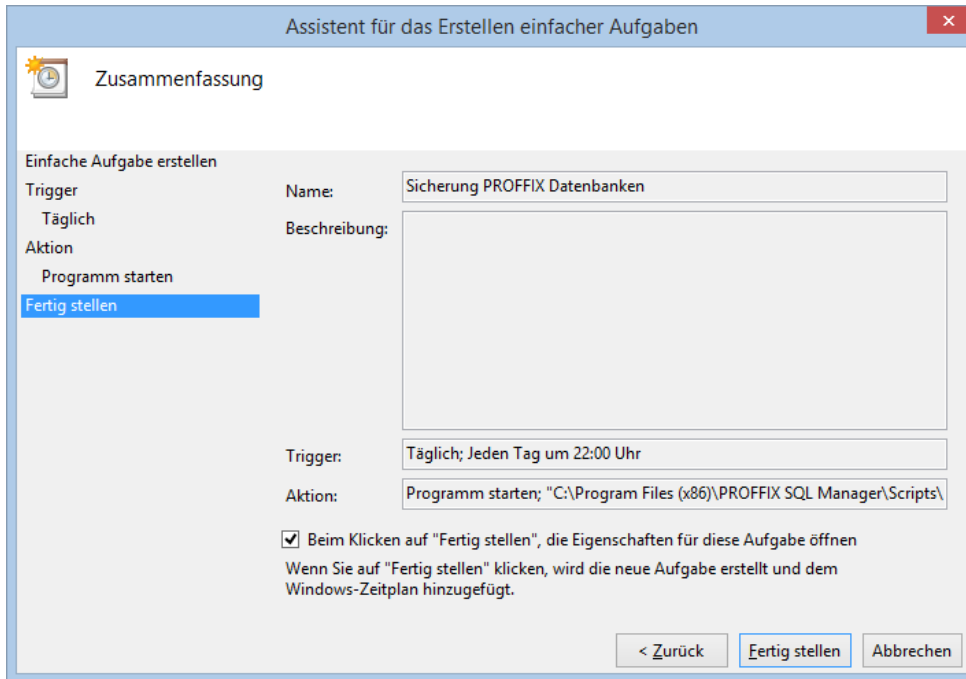 Assistent für das Erstellen einfacher Aufgaben
Zusammenfassung
Einfache Aufgabe erstellen
Trigger
Täglich
Aktion
Programm starten
Fertig stellen
Name:
Sicherung PROFFIX Datenbanken
Beschreibung:
Trigger:
Täglich; Jeden Tag um 22:00 Uhr
Aktion:
Programm starten; "C:\Program Files (x86)\PROFFIX SQL Manager\Scripts\
Beim Klicken auf "Fertig stellen", die Eigenschaften für diese Aufgabe öffnen
Wenn Sie auf "Fertig stellen" klicken, wird die neue Aufgabe erstellt und dem
Windows-Zeitplan hinzugefügt.
< Zurück
Fertig stellen
Abbrechen